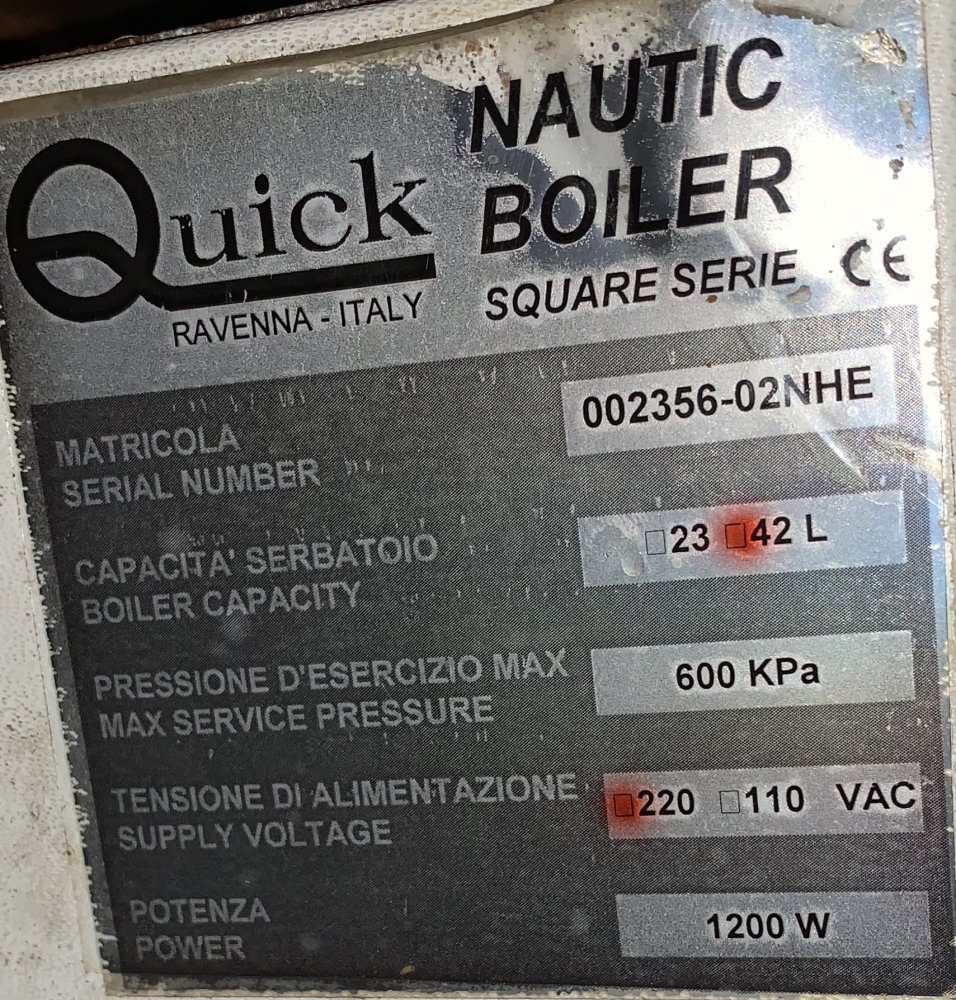 Quick
RAVENNA - ITALY
NAUTIC
BOILER
SQUARE SERIE CE
MATRICOLA
SERIAL NUMBER
002356-02NHE
CAPACITA' SERBATOIO
BOILER CAPACITY
□23 □42 L
PRESSIONE D'ESERCIZIO MAX
MAX SERVICE PRESSURE
600 KPa
TENSIONE DI ALIMENTAZIONE
SUPPLY VOLTAGE
□220 □110 VAC
POTENZA
POWER
1200 W